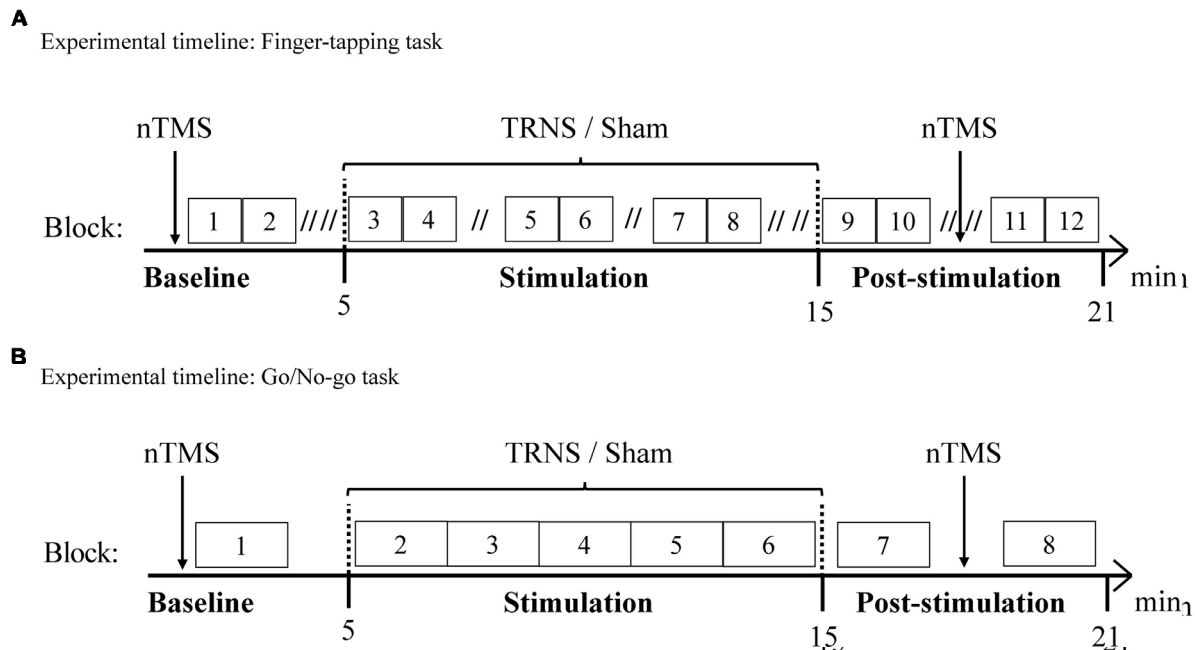 A
Experimental timeline: Finger-tapping task
nTMS TRNS / Sham nTMS
Block: 1 2 //// 3 4 // 5 6 // 7 8 // // 9 10 // // 11 12
Baseline Stimulation Post-stimulation min
5 15 21
B
Experimental timeline: Go/No-go task
nTMS TRNS / Sham nTMS
Block: 1 2 3 4 5 6 7 8
Baseline Stimulation Post-stimulation min
5 15 21